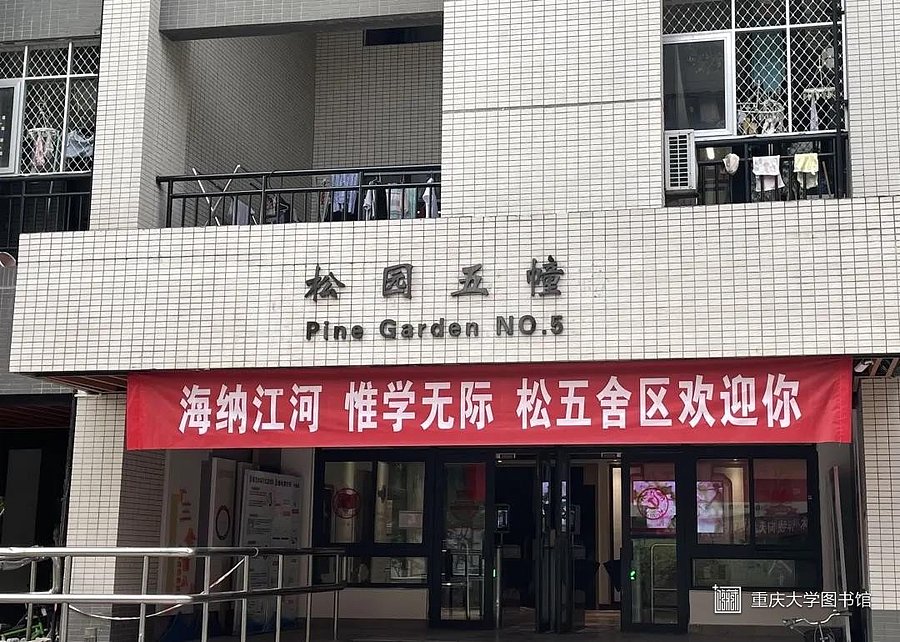 松园五幢
Pine Garden NO.5
海纳江河 惟学无际 松五舍区欢迎你
重庆大学图书馆